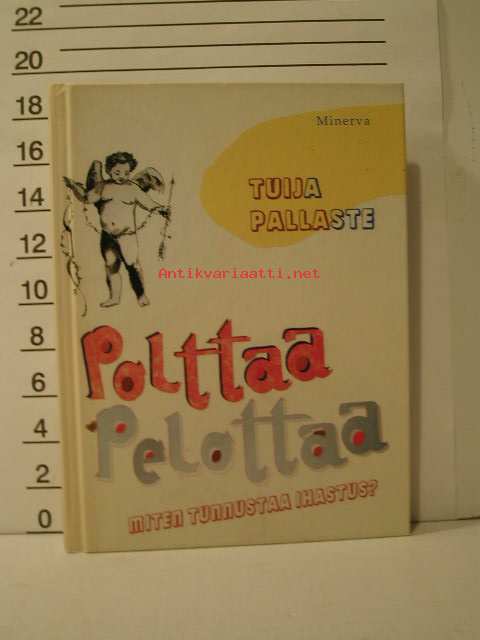 22
20
18
16
14
12
10
8
6
4
2
0
Minerva
TUIJA
PALLASTE
Antikvariaatti.net
Polttaa
Pelottaa
MITEN TUNNUSTAA IHASTUS?